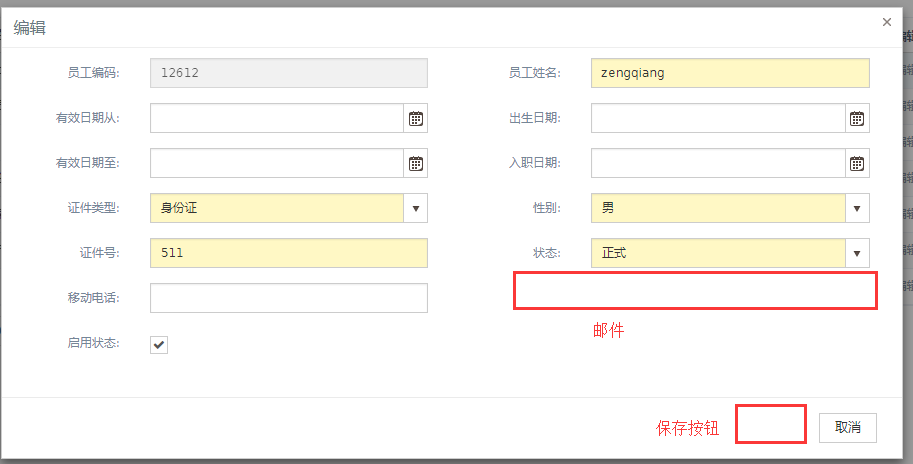 编辑
员工编码: 12612 员工姓名: zengqiang
有效日期从: 出生日期:
有效日期至: 入职日期:
证件类型: 身份证 性别: 男
证件号: 511 状态: 正式
移动电话:
邮件
启用状态:
保存按钮 取消